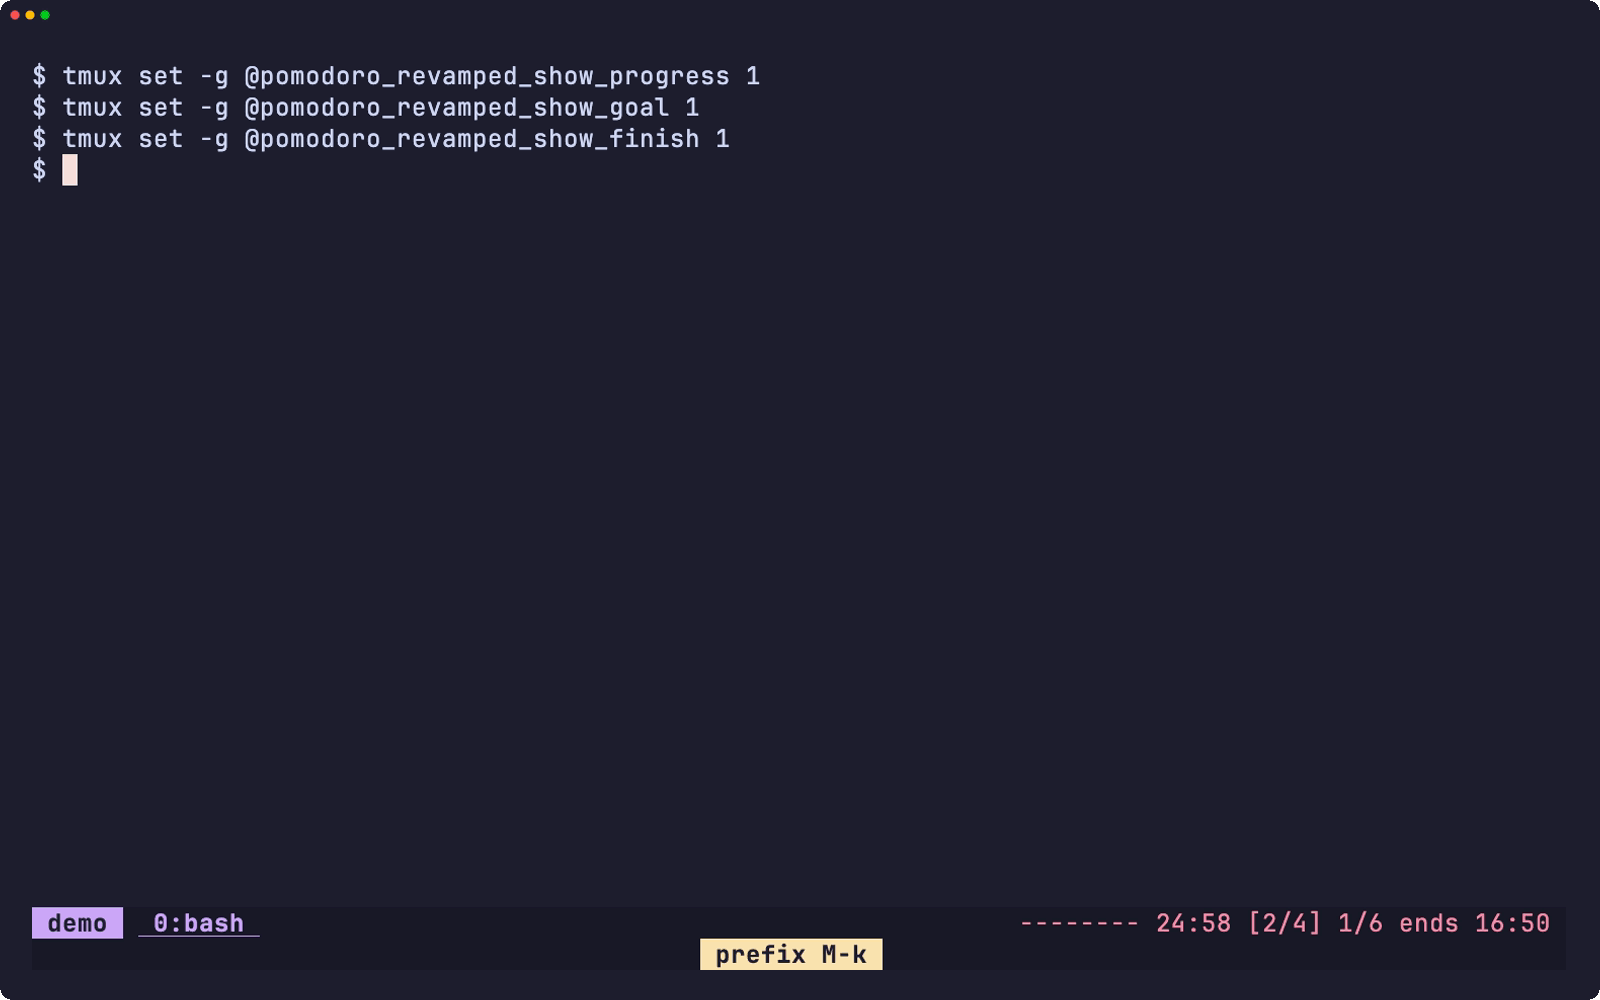 $ tmux set -g @pomodoro_revamped_show_progress 1
$ tmux set -g @pomodoro_revamped_show_goal 1
$ tmux set -g @pomodoro_revamped_show_finish 1
$
demo 0:bash -------- 24:58 [2/4] 1/6 ends 16:50
prefix M-k